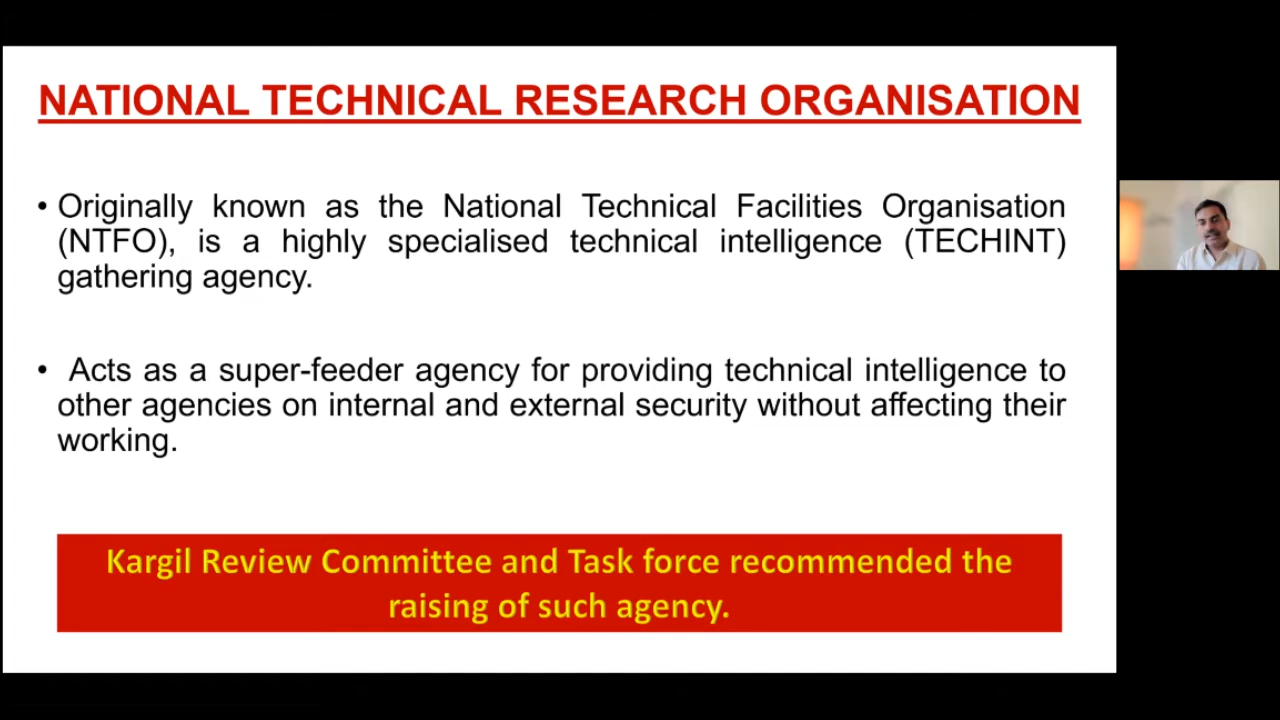 NATIONAL TECHNICAL RESEARCH ORGANISATION
• Originally known as the National Technical Facilities Organisation
(NTFO), is a highly specialised technical intelligence (TECHINT)
gathering agency.
• Acts as a super-feeder agency for providing technical intelligence to
other agencies on internal and external security without affecting their
working.
Kargil Review Committee and Task force recommended the
raising of such agency.